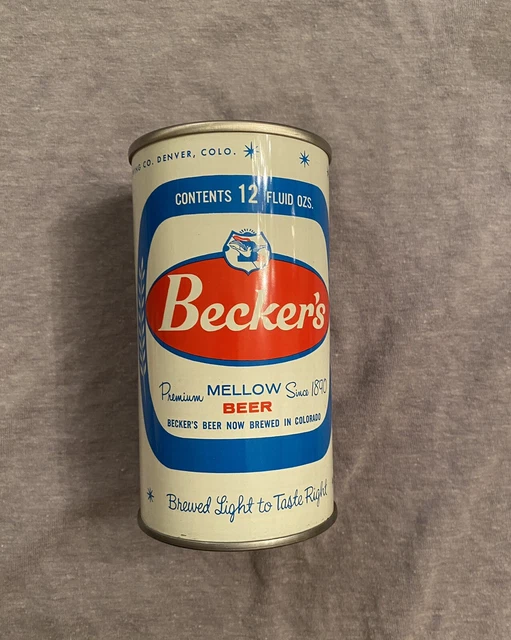 CO. DENVER, COLO.
CONTENTS 12 FLUID OZS.
Becker's
Premium MELLOW Since 1890
BEER
BECKER'S BEER NOW BREWED IN COLORADO
Brewed Light to Taste Right